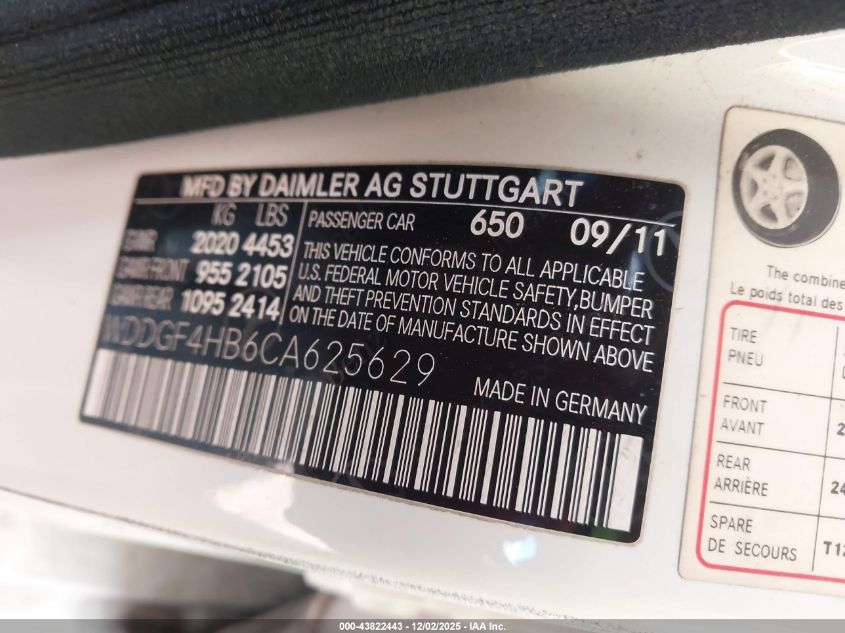 MFD BY DAIMLER AG STUTTGART
KG LBS
GVWR 2020 4453
GAWR-FRONT 955 2105
GAWR-REAR 1095 2414
PASSENGER CAR 650 09/11
THIS VEHICLE CONFORMS TO ALL APPLICABLE
U.S. FEDERAL MOTOR VEHICLE SAFETY, BUMPER
AND THEFT PREVENTION STANDARDS IN EFFECT
ON THE DATE OF MANUFACTURE SHOWN ABOVE
WDDGF4HB6CA625629
MADE IN GERMANY
The combine
Le poids total des
TIRE
PNEU
FRONT
AVANT
2
REAR
ARRIÈRE
24
SPARE
DE SECOURS
T12
000-43822443 - 12/02/2025 - IAA Inc.